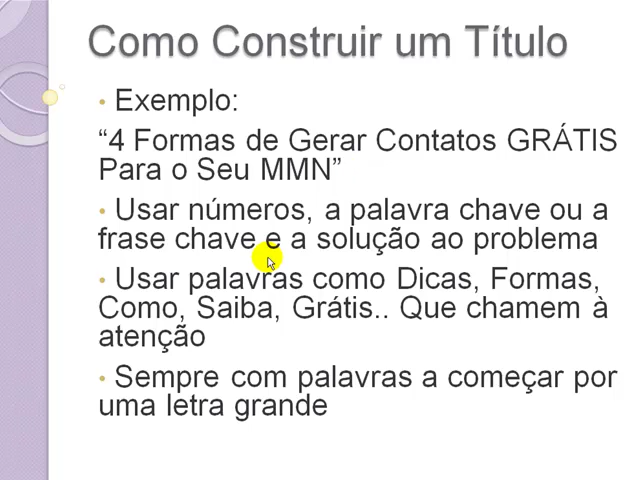 Como Construir um Título
• Exemplo:
“4 Formas de Gerar Contatos GRÁTIS
Para o Seu MMN”
• Usar números, a palavra chave ou a
frase chave e a solução ao problema
• Usar palavras como Dicas, Formas,
Como, Saiba, Grátis.. Que chamem à
atenção
• Sempre com palavras a começar por
uma letra grande